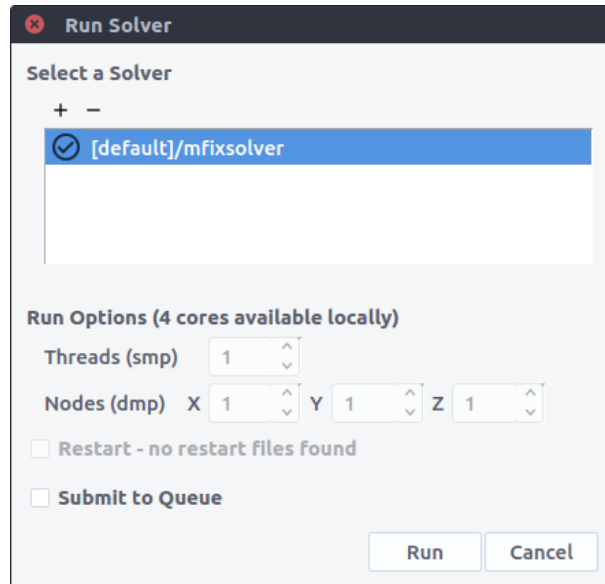 Run Solver
Select a Solver
+ −
[default]/mfixsolver
Run Options (4 cores available locally)
Threads (smp) 1
Nodes (dmp) X 1 Y 1 Z 1
Restart - no restart files found
Submit to Queue
Run Cancel